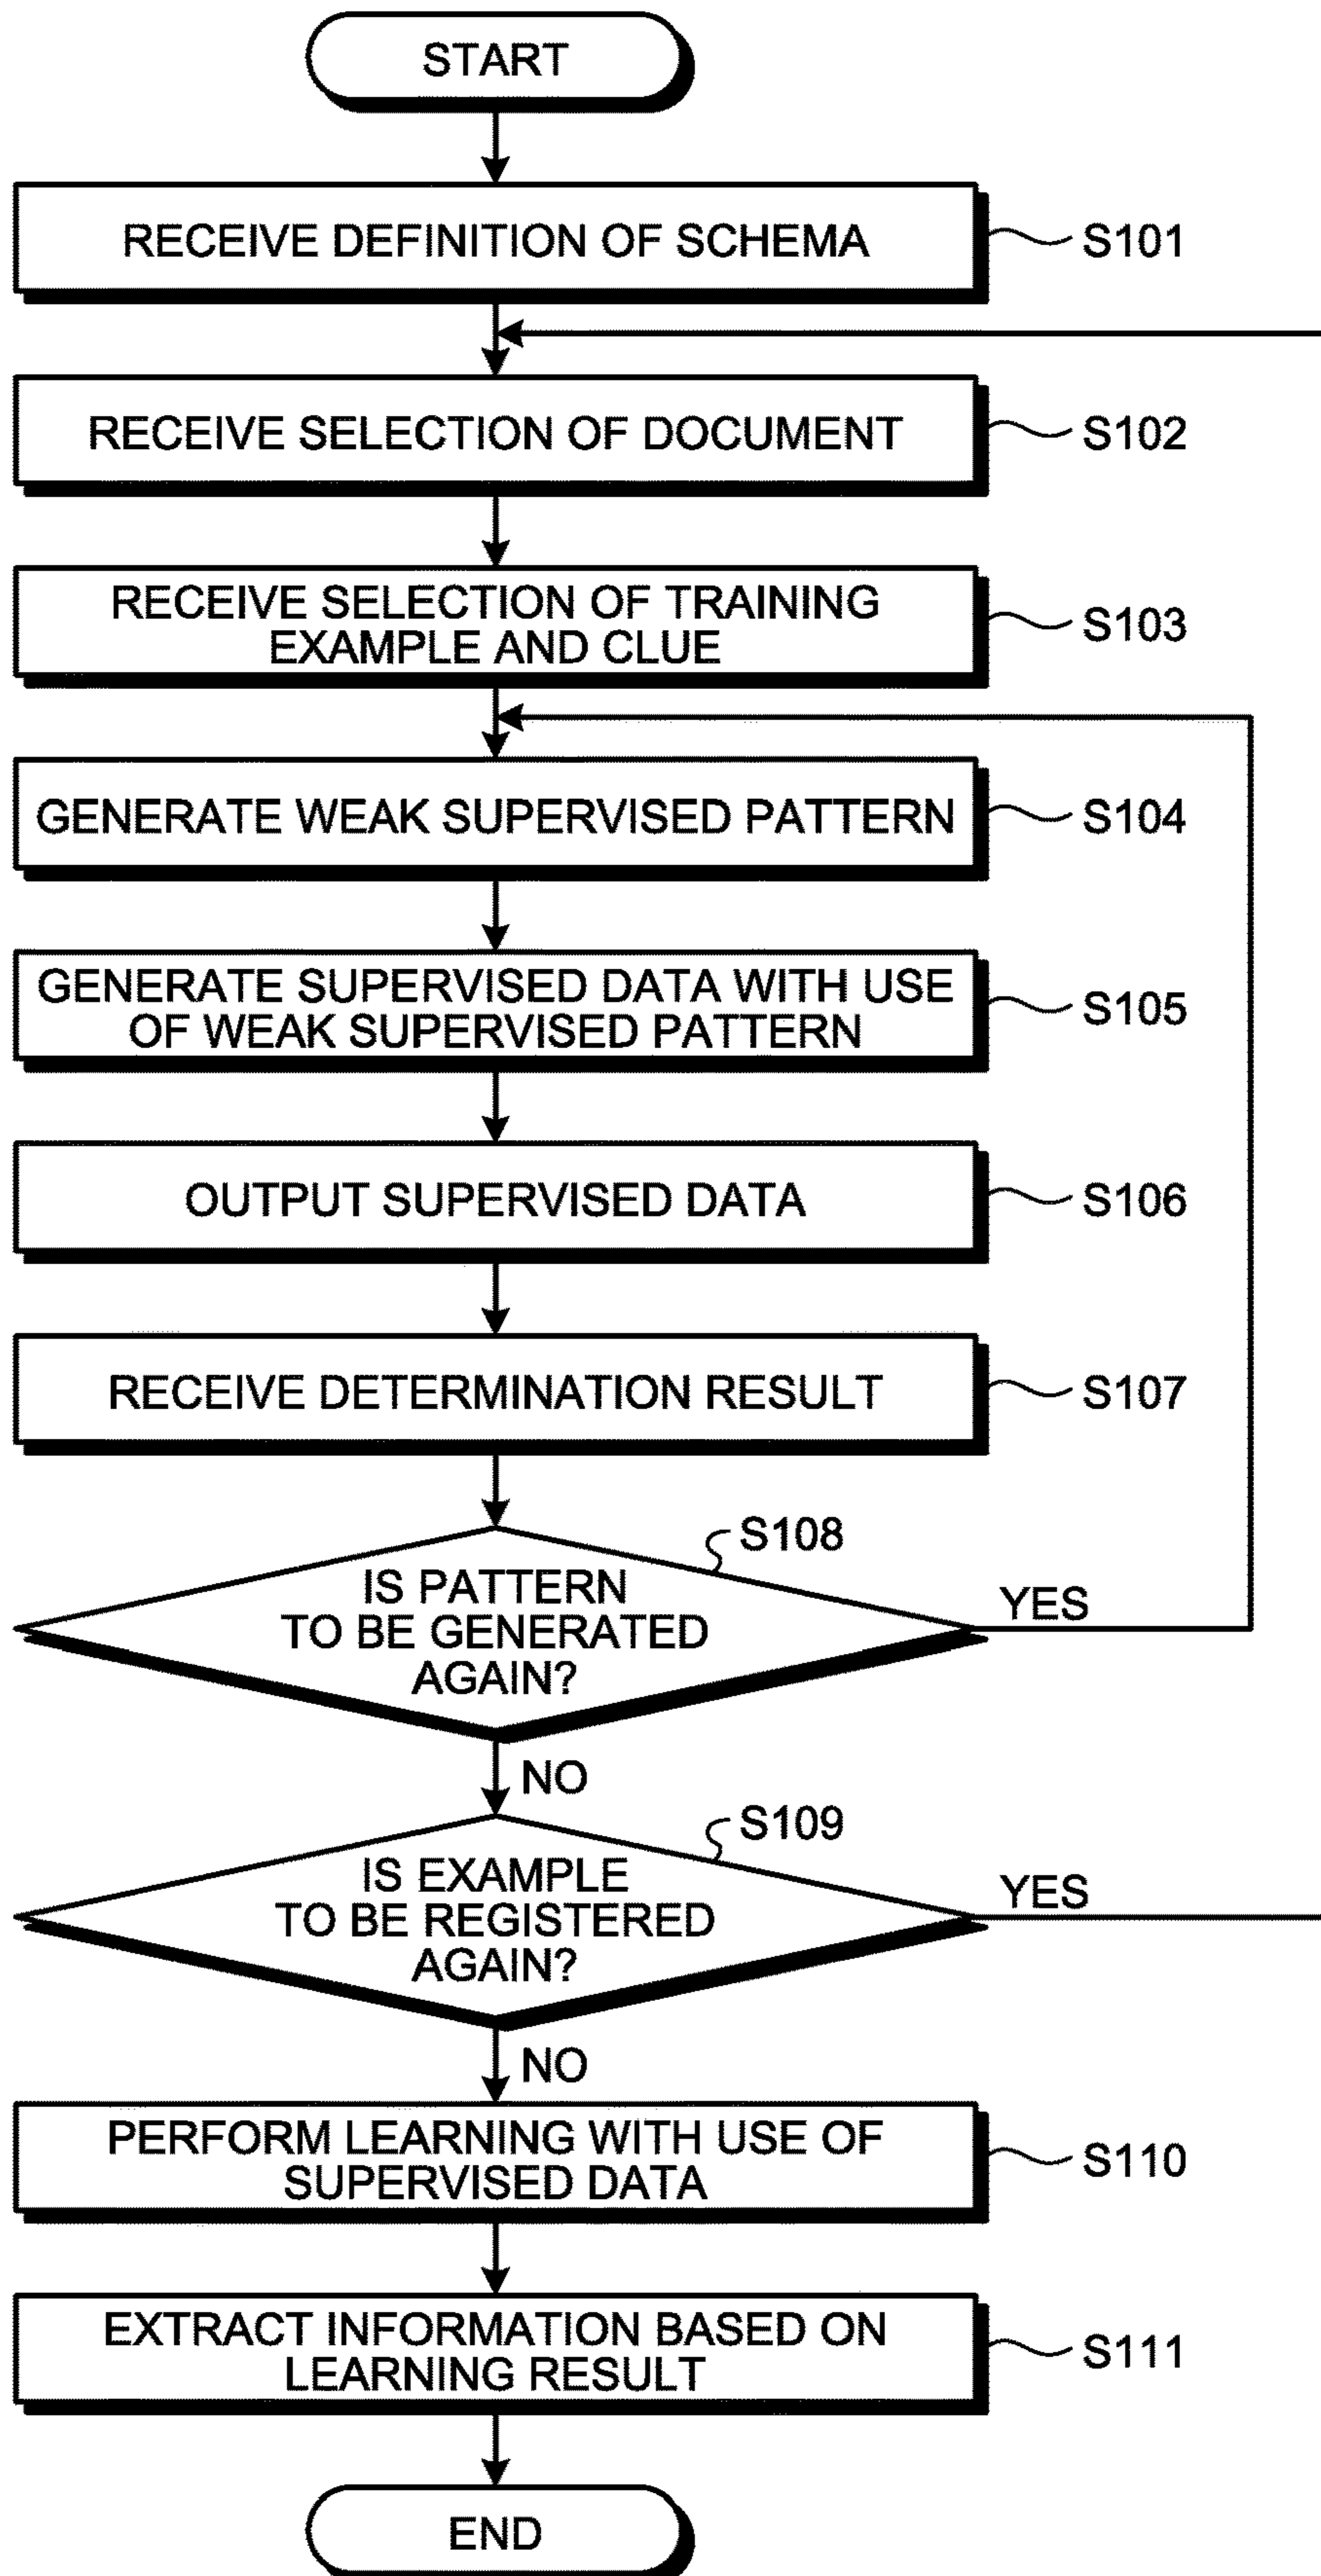 START
RECEIVE DEFINITION OF SCHEMA
S101
RECEIVE SELECTION OF DOCUMENT
S102
RECEIVE SELECTION OF TRAINING
EXAMPLE AND CLUE
S103
GENERATE WEAK SUPERVISED PATTERN
S104
GENERATE SUPERVISED DATA WITH USE
OF WEAK SUPERVISED PATTERN
S105
OUTPUT SUPERVISED DATA
S106
RECEIVE DETERMINATION RESULT
S107
S108
IS PATTERN
TO BE GENERATED
AGAIN?
YES
NO
S109
IS EXAMPLE
TO BE REGISTERED
AGAIN?
YES
NO
PERFORM LEARNING WITH USE OF
SUPERVISED DATA
S110
EXTRACT INFORMATION BASED ON
LEARNING RESULT
S111
END